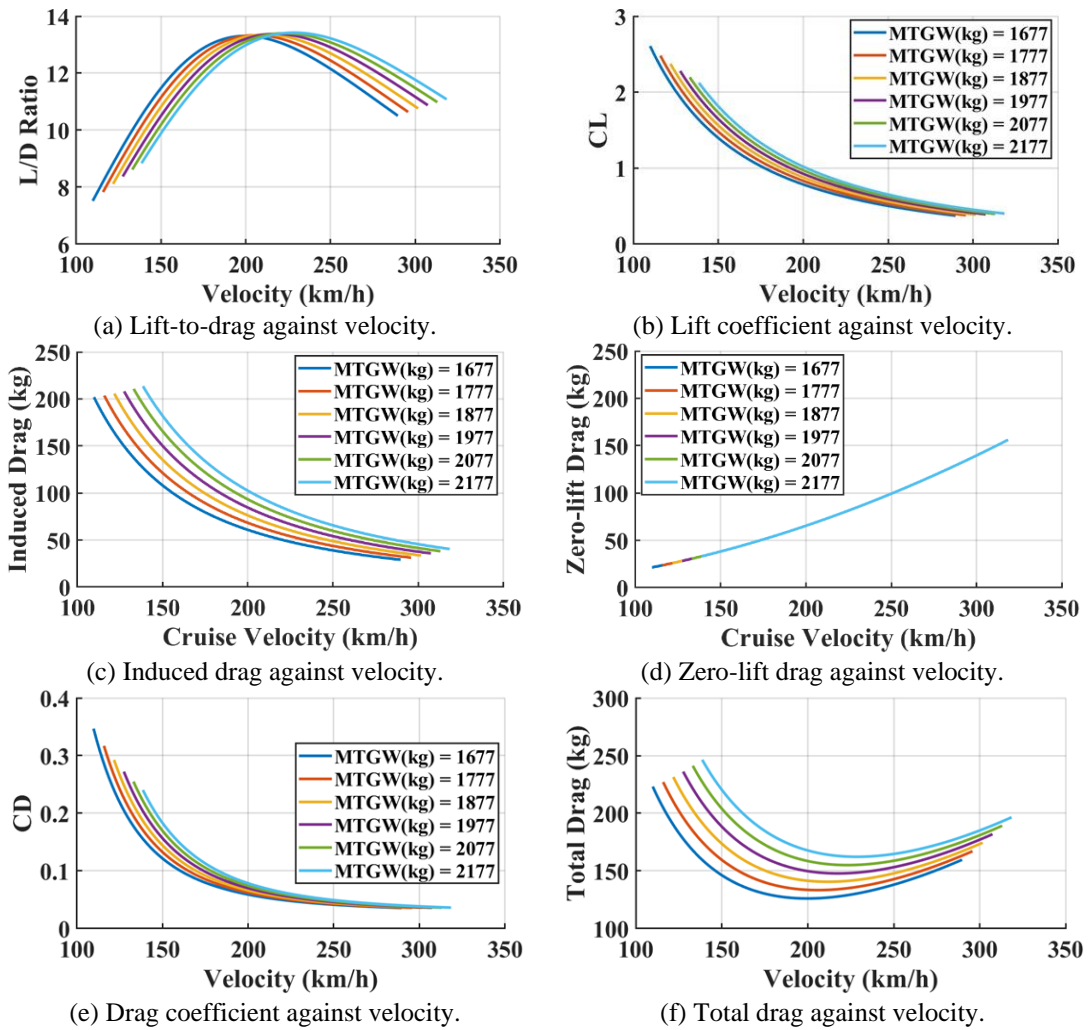 14
12
10
8
6
L/D Ratio
100 150 200 250 300 350
Velocity (km/h)
(a) Lift-to-drag against velocity.
3
2
1
0
CL
MTGW(kg) = 1677
MTGW(kg) = 1777
MTGW(kg) = 1877
MTGW(kg) = 1977
MTGW(kg) = 2077
MTGW(kg) = 2177
100 150 200 250 300 350
Velocity (km/h)
(b) Lift coefficient against velocity.
250
200
150
100
50
0
Induced Drag (kg)
MTGW(kg) = 1677
MTGW(kg) = 1777
MTGW(kg) = 1877
MTGW(kg) = 1977
MTGW(kg) = 2077
MTGW(kg) = 2177
100 150 200 250 300 350
Cruise Velocity (km/h)
(c) Induced drag against velocity.
250
200
150
100
50
0
Zero-lift Drag (kg)
MTGW(kg) = 1677
MTGW(kg) = 1777
MTGW(kg) = 1877
MTGW(kg) = 1977
MTGW(kg) = 2077
MTGW(kg) = 2177
100 150 200 250 300 350
Cruise Velocity (km/h)
(d) Zero-lift drag against velocity.
0.4
0.3
0.2
0.1
0
CD
MTGW(kg) = 1677
MTGW(kg) = 1777
MTGW(kg) = 1877
MTGW(kg) = 1977
MTGW(kg) = 2077
MTGW(kg) = 2177
100 150 200 250 300 350
Velocity (km/h)
(e) Drag coefficient against velocity.
300
250
200
150
100
Total Drag (kg)
100 150 200 250 300 350
Velocity (km/h)
(f) Total drag against velocity.